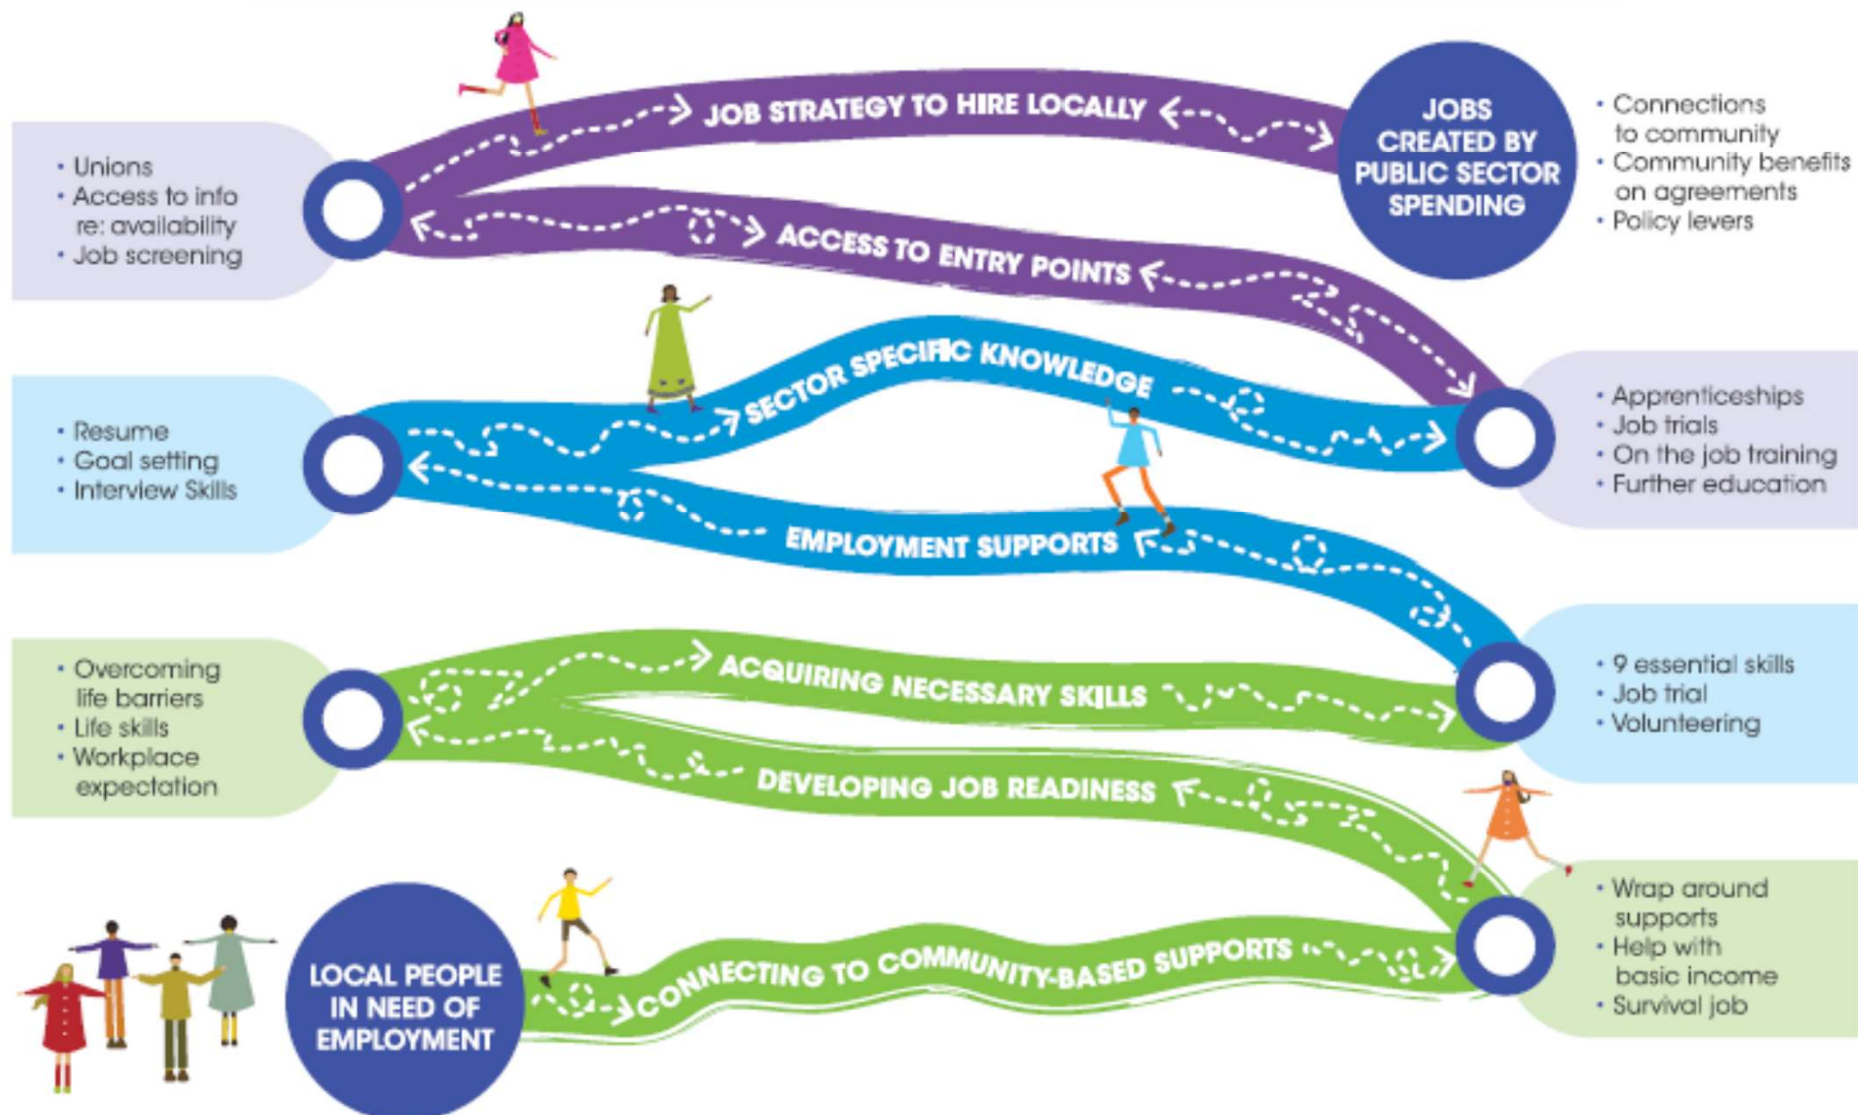 JOB STRATEGY TO HIRE LOCALLY
JOBS
CREATED BY
PUBLIC SECTOR
SPENDING
• Connections
to community
• Community benefits
on agreements
• Policy levers
• Unions
• Access to info
re: availability
• Job screening
ACCESS TO ENTRY POINTS
SECTOR SPECIFIC KNOWLEDGE
• Apprenticeships
• Job trials
• On the job training
• Further education
• Resume
• Goal setting
• Interview Skills
EMPLOYMENT SUPPORTS
• Overcoming
life barriers
• Life skills
• Workplace
expectation
ACQUIRING NECESSARY SKILLS
• 9 essential skills
• Job trial
• Volunteering
DEVELOPING JOB READINESS
• Wrap around
supports
• Help with
basic income
• Survival job
LOCAL PEOPLE
IN NEED OF
EMPLOYMENT
CONNECTING TO COMMUNITY-BASED SUPPORTS